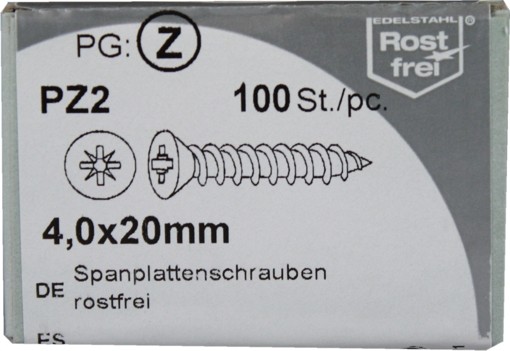 PG: Z
EDELSTAHL ®
Rost
frei
PZ2
100 St./pc.
4,0x20mm
DE Spanplattenschrauben
rostfrei
ES